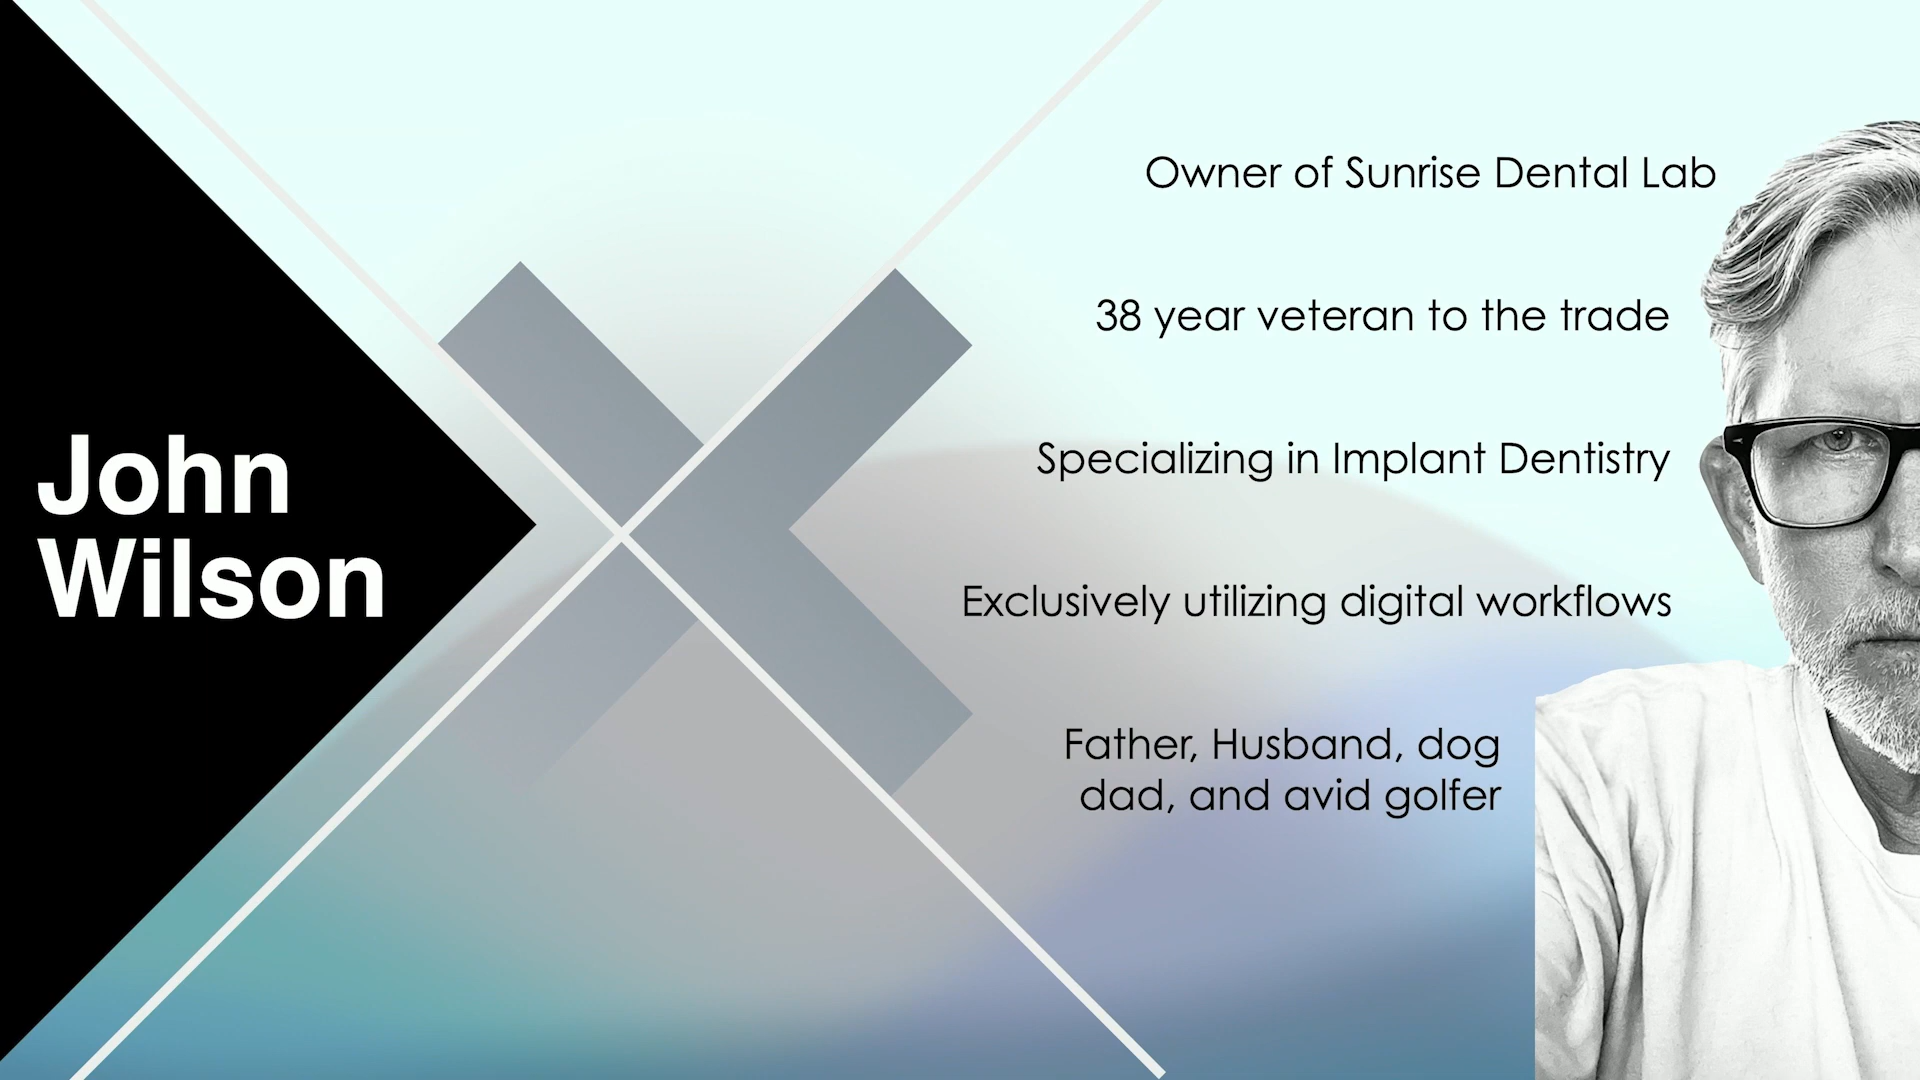 John
Wilson
Owner of Sunrise Dental Lab
38 year veteran to the trade
Specializing in Implant Dentistry
Exclusively utilizing digital workflows
Father, Husband, dog
dad, and avid golfer